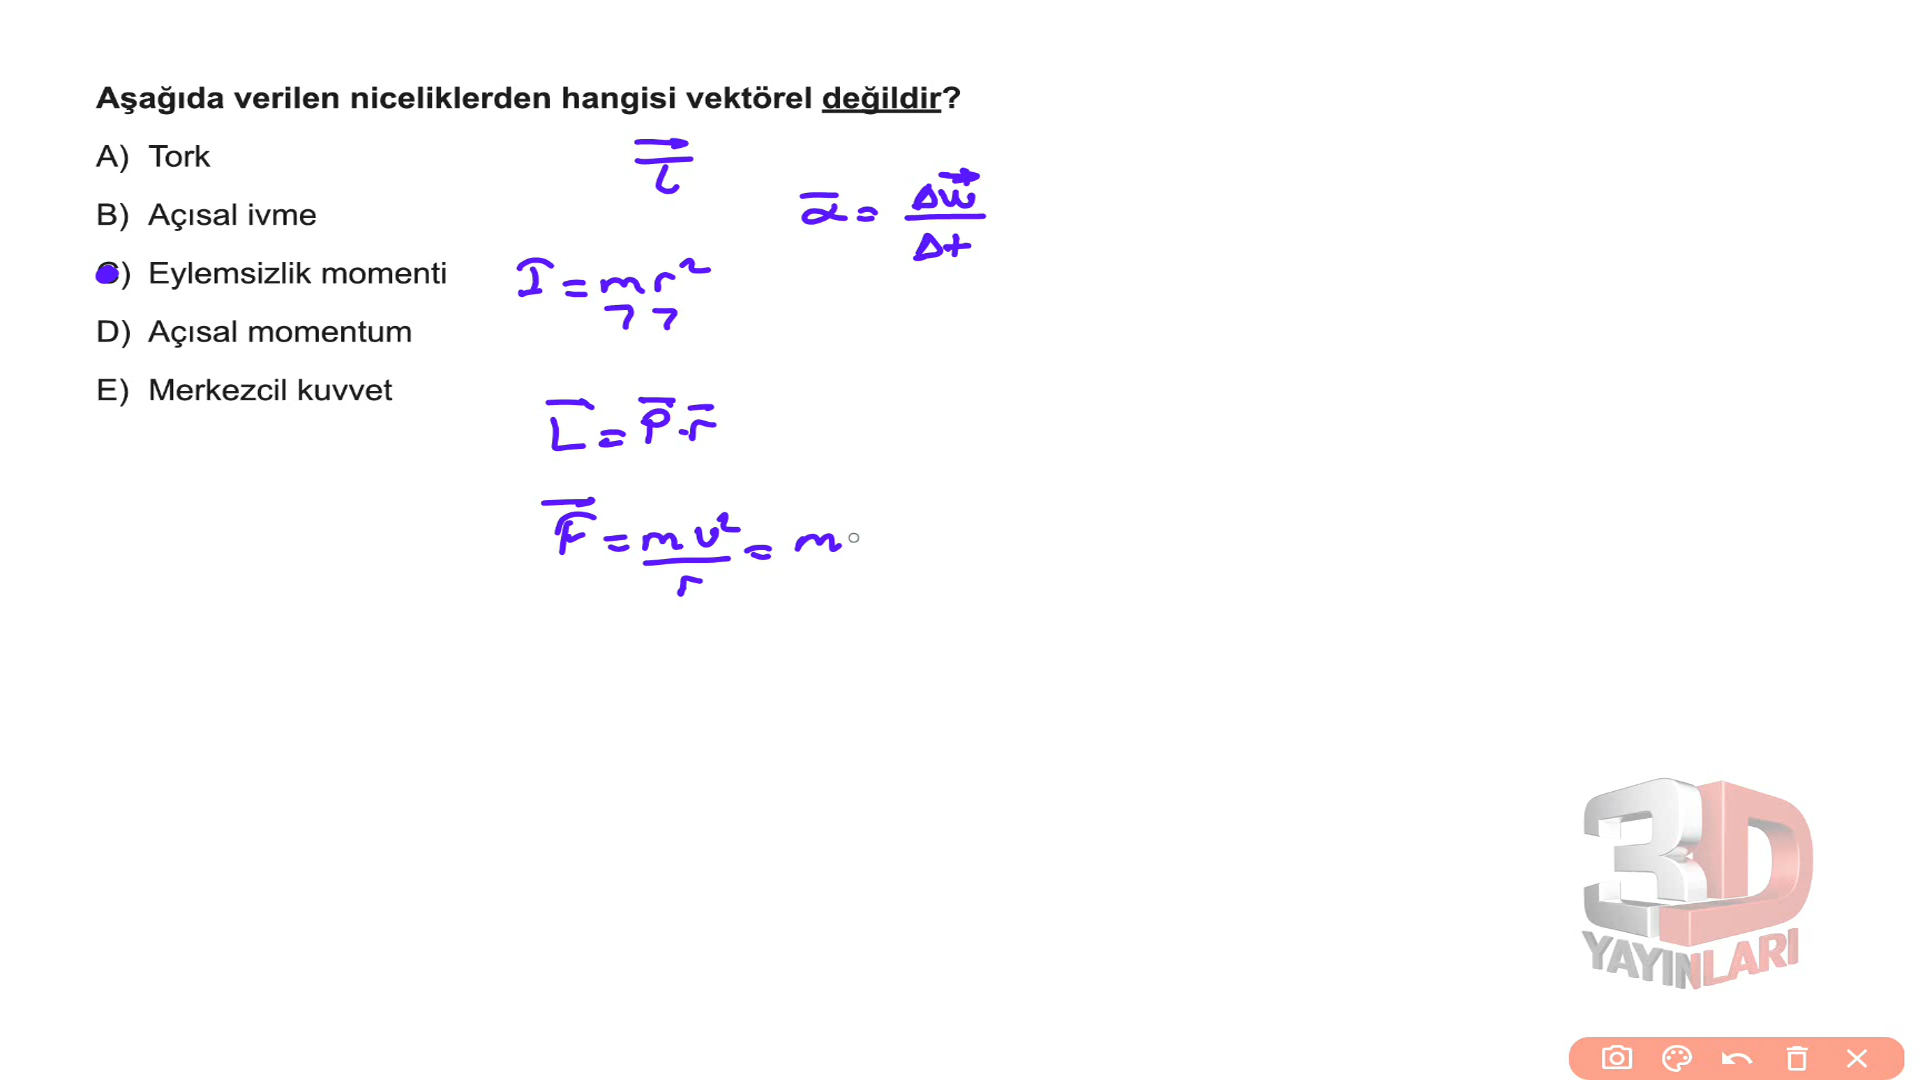 Aşağıda verilen niceliklerden hangisi vektörel değildir?
A) Tork
B) Açısal ivme
C) Eylemsizlik momenti
D) Açısal momentum
E) Merkezcil kuvvet
α = Δw / Δt
I = mr²
L = P.r
F = mv² / r = m
3D
YAYINLARI